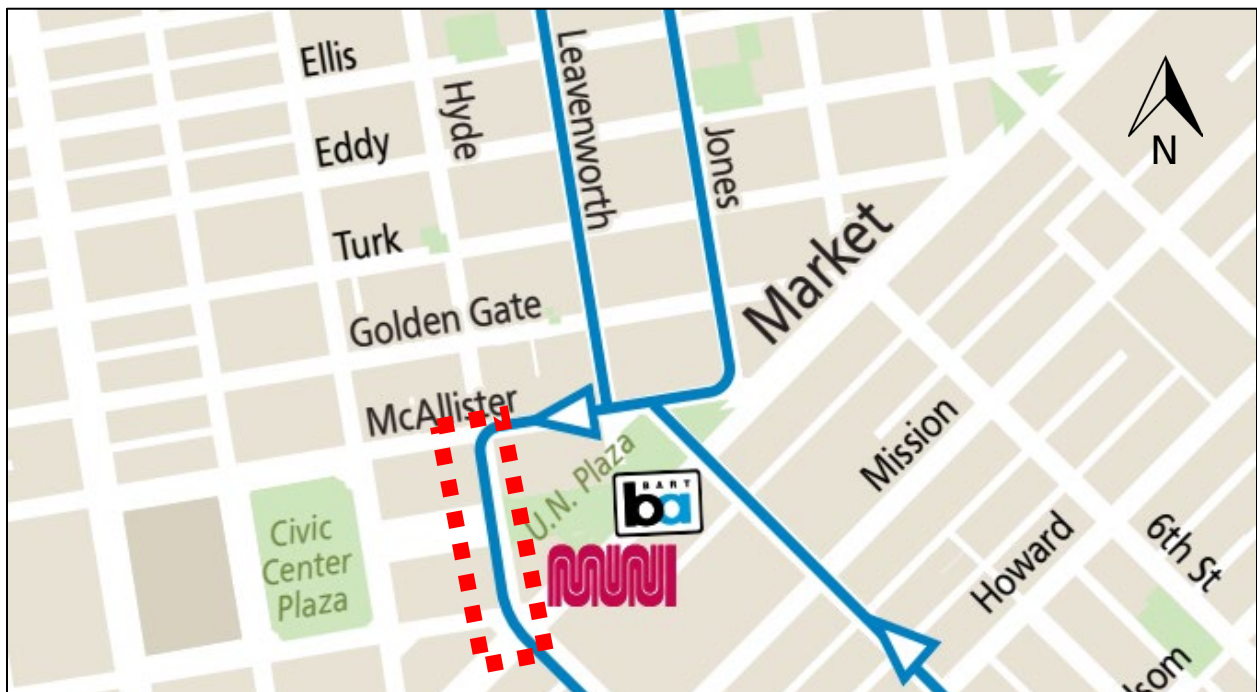 Ellis
Hyde
Leavenworth
Eddy
Jones
N
Turk
Market
Golden Gate
McAllister
U.N. Plaza
BART
ba
Mission
Civic
Center
Plaza
MUNI
Howard
6th St